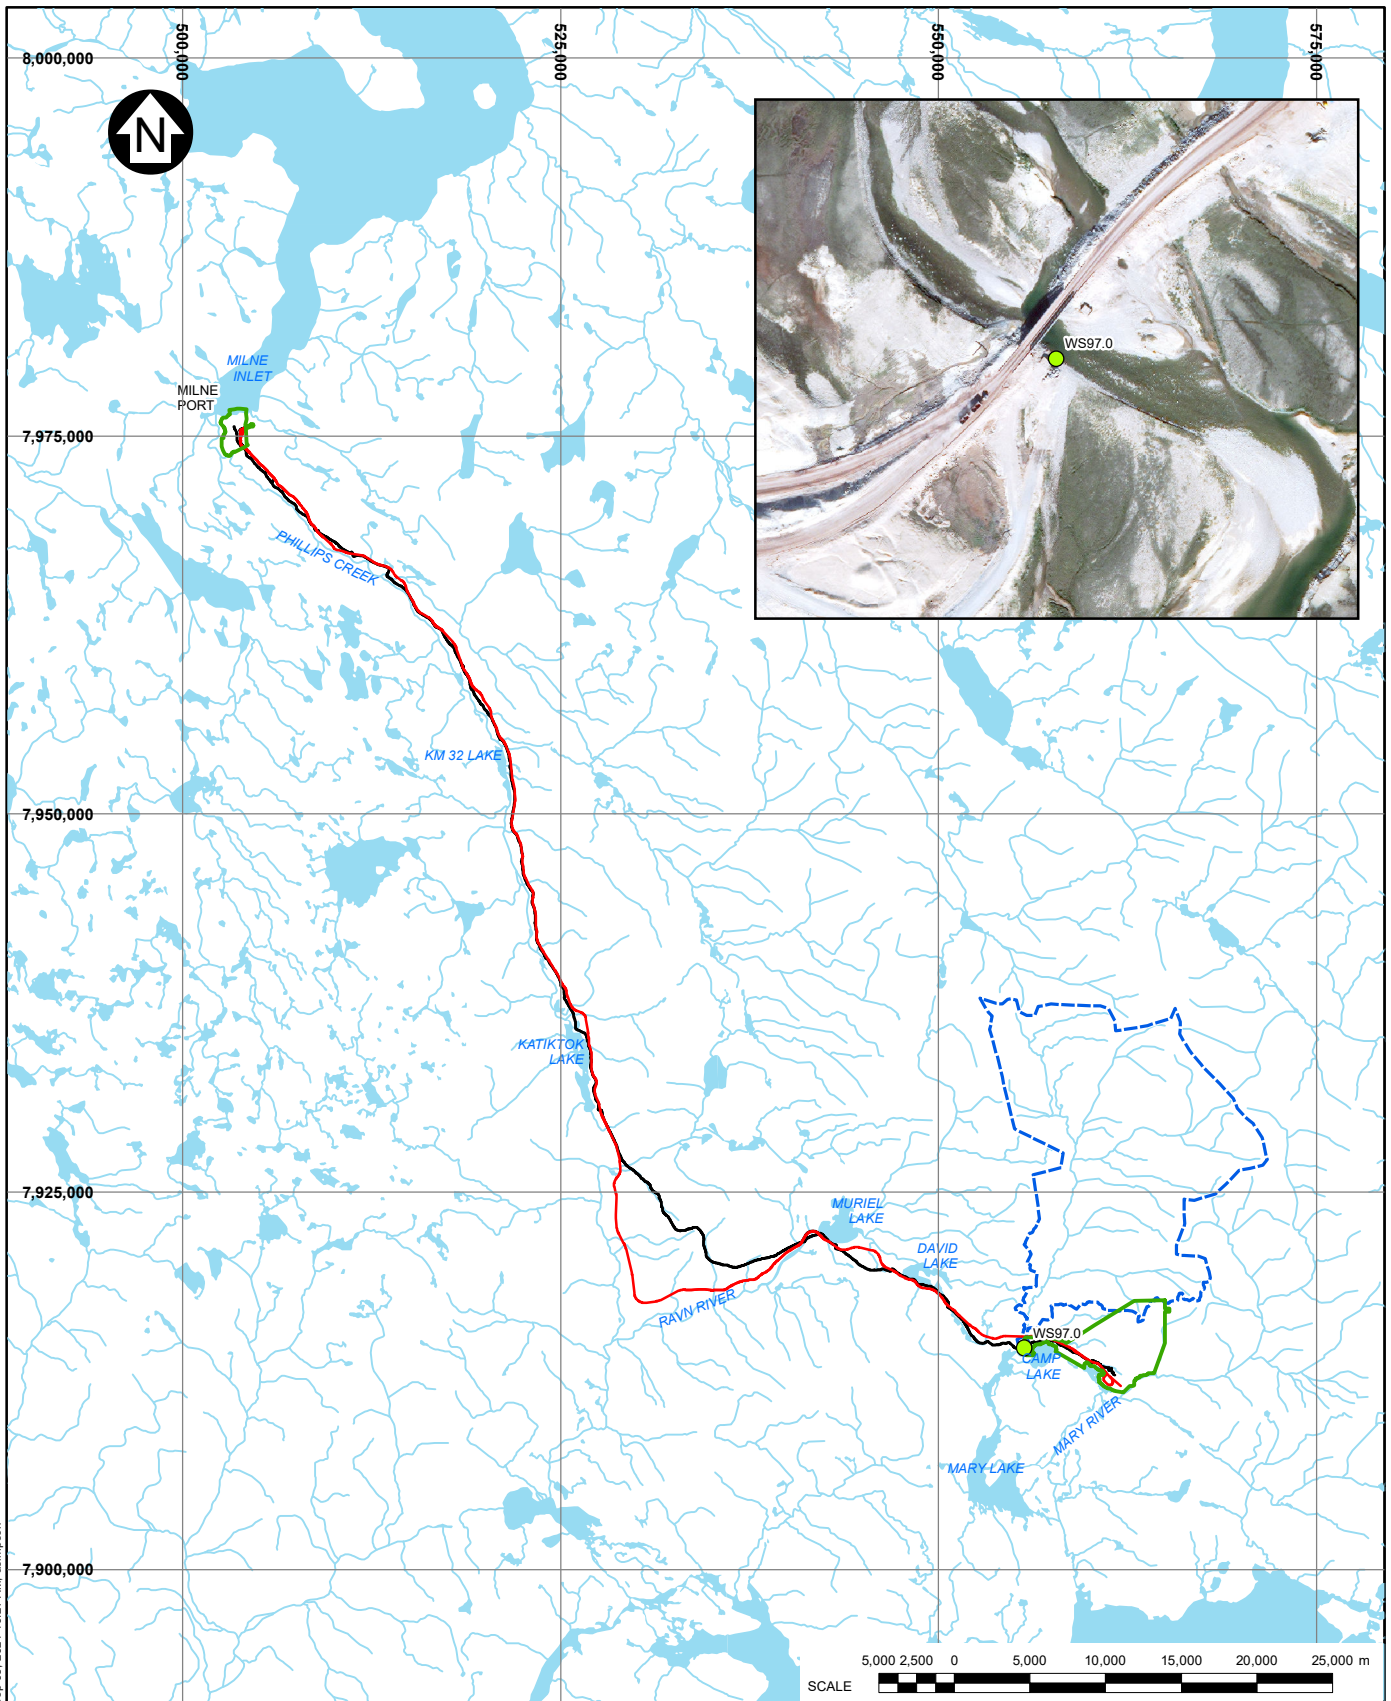 500,000
525,000
550,000
575,000
8,000,000
N
WS97.0
MILNE
INLET
MILNE
PORT
7,975,000
PHILLIPS CREEK
KM 32 LAKE
7,950,000
KATIKTOK
LAKE
7,925,000
MURIEL
LAKE
DAVID
LAKE
RAVN RIVER
WS97.0
CAMP
LAKE
MARY RIVER
MARY LAKE
7,900,000
SCALE
5,000 2,500 0 5,000 10,000 15,000 20,000 25,000 m